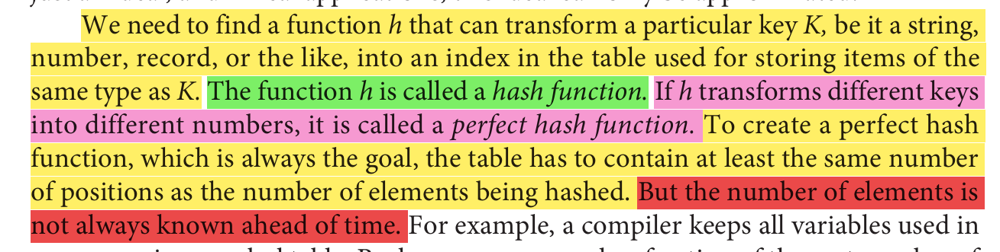 We need to find a function h that can transform a particular key K, be it a string,
number, record, or the like, into an index in the table used for storing items of the
same type as K. The function h is called a hash function. If h transforms different keys
into different numbers, it is called a perfect hash function. To create a perfect hash
function, which is always the goal, the table has to contain at least the same number
of positions as the number of elements being hashed. But the number of elements is
not always known ahead of time. For example, a compiler keeps all variables used in